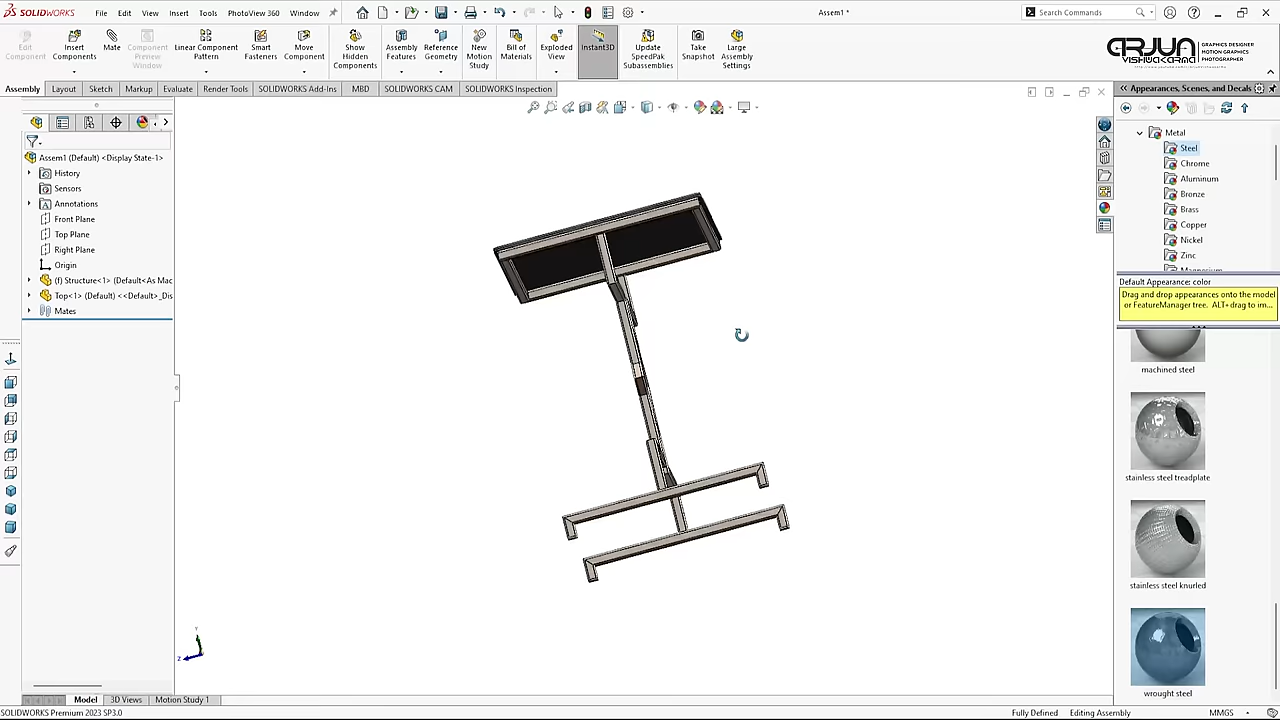 SOLIDWORKS
File
Edit
View
Insert
Tools
PhotoView 360
Window
Assem1 *
Search Commands
Edit Component
Insert Components
Mate
Component Preview Window
Linear Component Pattern
Smart Fasteners
Move Component
Show Hidden Components
Assembly Features
Reference Geometry
New Motion Study
Bill of Materials
Exploded View
Instant3D
Update SpeedPak Subassemblies
Take Snapshot
Large Assembly Settings
ARJUN
VISHWAKARMA
GRAPHICS DESIGNER
MOTION GRAPHICS
PHOTOGRAPHER
Assembly
Layout
Sketch
Markup
Evaluate
Render Tools
SOLIDWORKS Add-Ins
MBD
SOLIDWORKS CAM
SOLIDWORKS Inspection
Appearances, Scenes, and Decals
Assem1 (Default) <Display State-1>
History
Sensors
Annotations
Front Plane
Top Plane
Right Plane
Origin
(f) Structure<1> (Default<As Mac
Top<1> (Default) <<Default>_Dis
Mates
Metal
Steel
Chrome
Aluminum
Bronze
Brass
Copper
Nickel
Zinc
Magnesium
Default Appearance: color
Drag and drop appearances onto the model
or FeatureManager tree. ALT+drag to im...
machined steel
stainless steel treadplate
stainless steel knurled
wrought steel
Y
Z
Model
3D Views
Motion Study 1
SOLIDWORKS Premium 2023 SP3.0
Fully Defined
Editing Assembly
MMGS